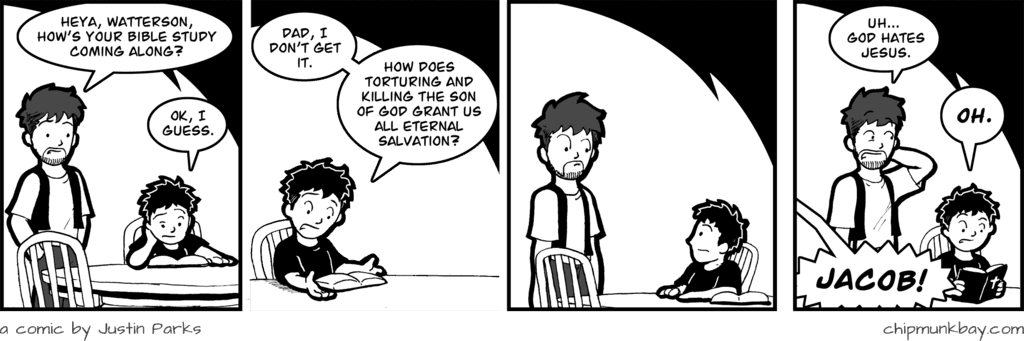 HEYA, WATTERSON,
HOW'S YOUR BIBLE STUDY
COMING ALONG?
OK, I
GUESS.
DAD, I
DON'T GET
IT.
HOW DOES
TORTURING AND
KILLING THE SON
OF GOD GRANT US
ALL ETERNAL
SALVATION?
UH...
GOD HATES
JESUS.
OH.
JACOB!
a comic by Justin Parks
chipmunkbay.com